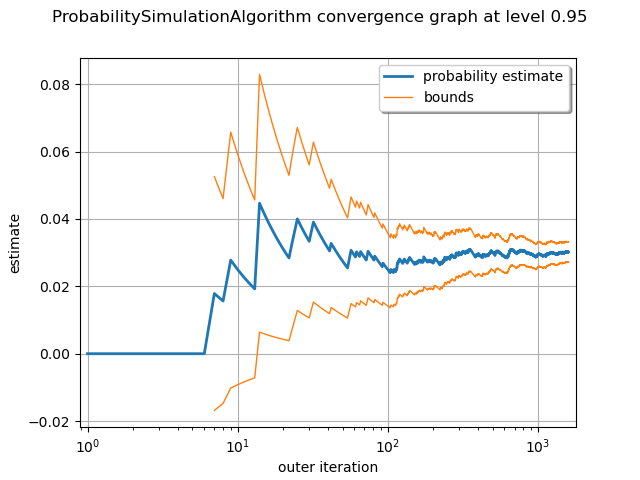 ProbabilitySimulationAlgorithm convergence graph at level 0.95
probability estimate
bounds
0.08
0.06
0.04
0.02
0.00
−0.02
estimate
10⁰ 10¹ 10² 10³
outer iteration